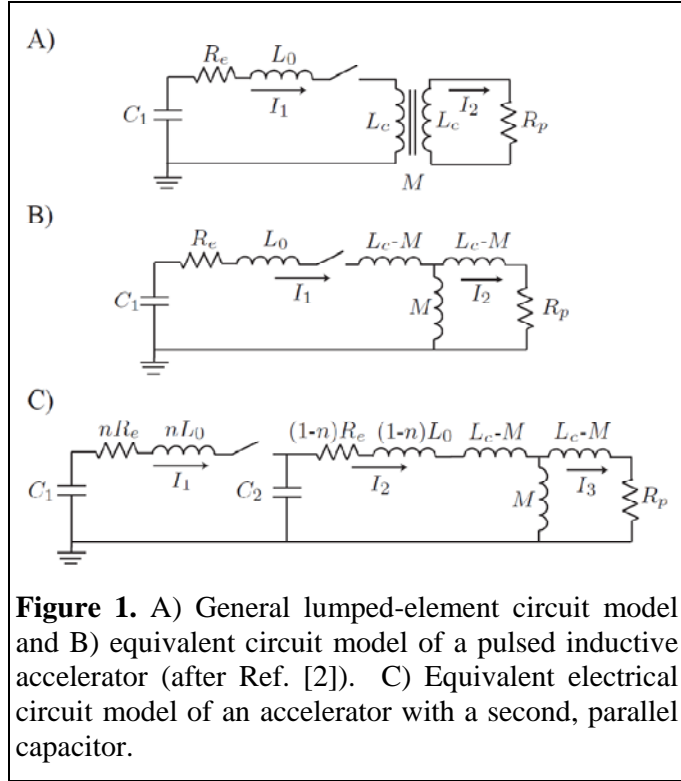 A)
R_e L_0
C_1 I_1 L_c L_c I_2 R_p
M
B)
R_e L_0 L_c-M L_c-M
C_1 I_1 M I_2 R_p
C)
nR_e nL_0 (1-n)R_e (1-n)L_0 L_c-M L_c-M
C_1 I_1 C_2 I_2 M I_3 R_p
Figure 1. A) General lumped-element circuit model
and B) equivalent circuit model of a pulsed inductive
accelerator (after Ref. [2]). C) Equivalent electrical
circuit model of an accelerator with a second, parallel
capacitor.